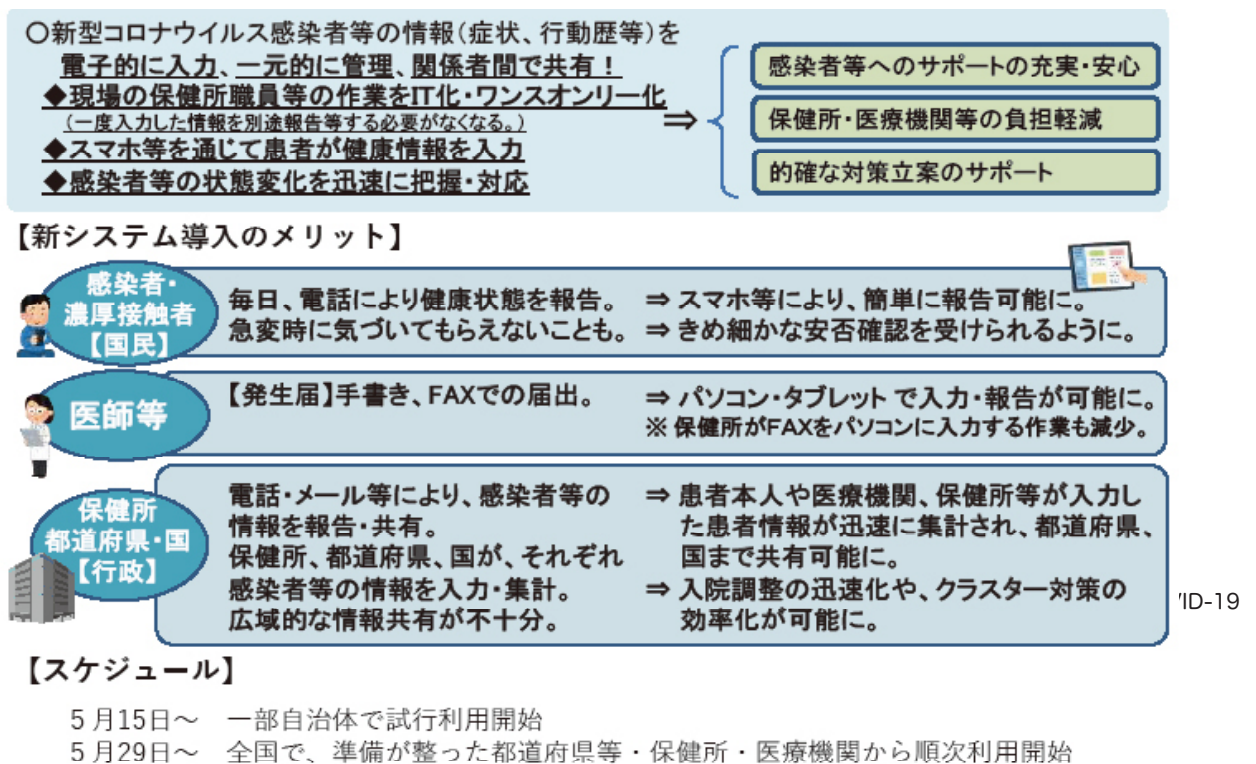 〇新型コロナウイルス感染者等の情報(症状、行動歴等)を
電子的に入力、一元的に管理、関係者間で共有!
◆現場の保健所職員等の作業をIT化・ワンスオンリー化
(一度入力した情報を別途報告等する必要がなくなる。)
◆スマホ等を通じて患者が健康情報を入力
◆感染者等の状態変化を迅速に把握・対応
⇒
感染者等へのサポートの充実・安心
保健所・医療機関等の負担軽減
的確な対策立案のサポート
【新システム導入のメリット】
感染者・
濃厚接触者
【国民】
毎日、電話により健康状態を報告。
急変時に気づいてもらえないことも。
⇒ スマホ等により、簡単に報告可能に。
⇒ きめ細かな安否確認を受けられるように。
医師等
【発生届】手書き、FAXでの届出。
⇒ パソコン・タブレット で入力・報告が可能に。
※ 保健所がFAXをパソコンに入力する作業も減少。
保健所
都道府県・国
【行政】
電話・メール等により、感染者等の
情報を報告・共有。
保健所、都道府県、国が、それぞれ
感染者等の情報を入力・集計。
広域的な情報共有が不十分。
⇒ 患者本人や医療機関、保健所等が入力し
た患者情報が迅速に集計され、都道府県、
国まで共有可能に。
⇒ 入院調整の迅速化や、クラスター対策の
効率化が可能に。
ID-19
【スケジュール】
5月15日～ 一部自治体で試行利用開始
5月29日～ 全国で、準備が整った都道府県等・保健所・医療機関から順次利用開始